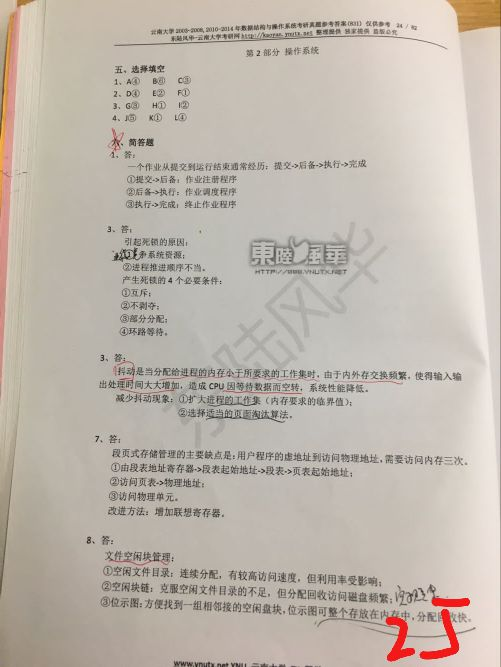 云南大学 2003-2008,2010-2014 年数据结构与操作系统考研真题参考答案(831) 仅供参考 24 / 82
东陆风华-云南大学考研网 http://kaoyan.ynutx.net 整理提供 独家提供 盗版必究
第 2 部分 操作系统
五、选择填空
1、A④ B⑥ C③
2、D④ E② F①
3、G③ H① I②
4、J⑤ K① L④
六、简答题
1、答：
一个作业从提交到运行结束通常经历：提交->后备->执行->完成
①提交->后备：作业注册程序
②后备->执行：作业调度程序
③执行->完成：终止作业程序
3、答：
引起死锁的原因：
争系统资源；
②进程推进顺序不当。
产生死锁的 4 个必要条件：
①互斥；
②不剥夺；
③部分分配；
④环路等待。
東陸風華
HTTP://WWW.YNUTX.NET
东陆风华
3、答：
抖动是当分配给进程的内存小于所要求的工作集时，由于内外存交换频繁，使得输入输
出处理时间大大增加，造成 CPU 因等待数据而空转，系统性能降低。
减少抖动现象：①扩大进程的工作集（内存要求的临界值）；
②选择适当的页面淘汰算法。
7、答：
段页式存储管理的主要缺点是：用户程序的虚地址到访问物理地址，需要访问内存三次。
①由段表地址寄存器->段表起始地址->段表->页表起始地址；
②访问页表->物理地址；
③访问物理单元。
改进方法：增加联想寄存器。
8、答：
文件空闲块管理：
①空闲文件目录：连续分配，有较高访问速度，但利用率受影响；
②空闲块链：克服空闲文件目录的不足，但分配回收访问磁盘频繁；
③位示图：方便找到一组相邻接的空闲盘块，位示图可整个存放在内存中，分配回收快。
www.ynutx.net YNU 云南大学